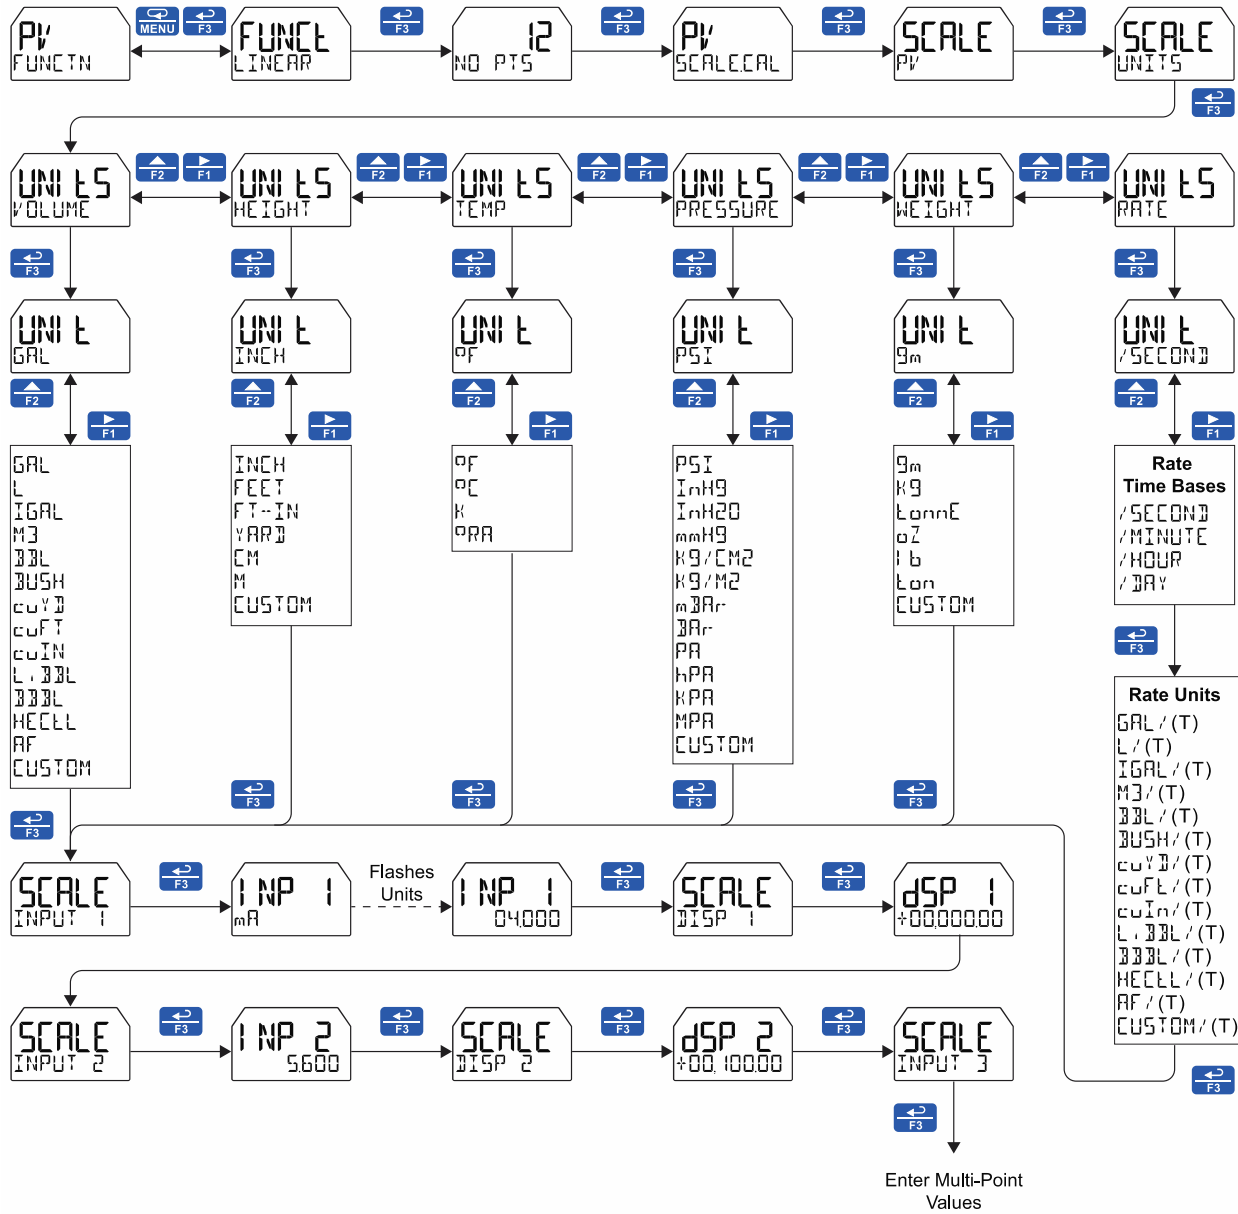 PV
FUNCTN
MENU
F3
FUNCt
LINEAR
F3
12
NO PTS
F3
PV
SCALE.CAL
F3
SCALE
PV
F3
SCALE
UNITS
F3
UNItS
VOLUME
F2 F1
UNItS
HEIGHT
F2 F1
UNItS
TEMP
F2 F1
UNItS
PRESSURE
F2 F1
UNItS
WEIGHT
F2 F1
UNItS
RATE
F3 F3 F3 F3 F3 F3
UNIt
GAL
UNIt
INCH
UNIt
°F
UNIt
PSI
UNIt
gm
UNIt
/SECOND
F2 F2 F2 F2 F2 F2
F1 F1 F1 F1 F1 F1
GAL
L
IGAL
M3
BBL
BUSH
cuYD
cuFT
cuIN
LiBBL
BBBL
HECtL
AF
CUSTOM
INCH
FEET
FT-IN
YARD
CM
M
CUSTOM
°F
°C
K
°RA
PSI
InHg
InH2O
mmHg
Kg/CM2
Kg/M2
mBAr
BAr
PA
hPA
KPA
MPA
CUSTOM
gm
Kg
tonnE
oZ
lb
ton
CUSTOM
Rate
Time Bases
/SECOND
/MINUTE
/HOUR
/DAY
F3
Rate Units
GAL/(T)
L/(T)
IGAL/(T)
M3/(T)
BBL/(T)
BUSH/(T)
cuYD/(T)
cuFt/(T)
cuIn/(T)
LiBBL/(T)
BBBL/(T)
HECtL/(T)
AF/(T)
CUSTOM/(T)
F3
F3 F3 F3 F3 F3
SCALE
INPUT 1
F3
INP 1
mA
Flashes
Units
INP 1
04.000
F3
SCALE
DISP 1
F3
dSP 1
+00,000.00
SCALE
INPUT 2
F3
INP 2
5.600
F3
SCALE
DISP 2
F3
dSP 2
+00,100.00
F3
SCALE
INPUT 3
F3
Enter Multi-Point
Values